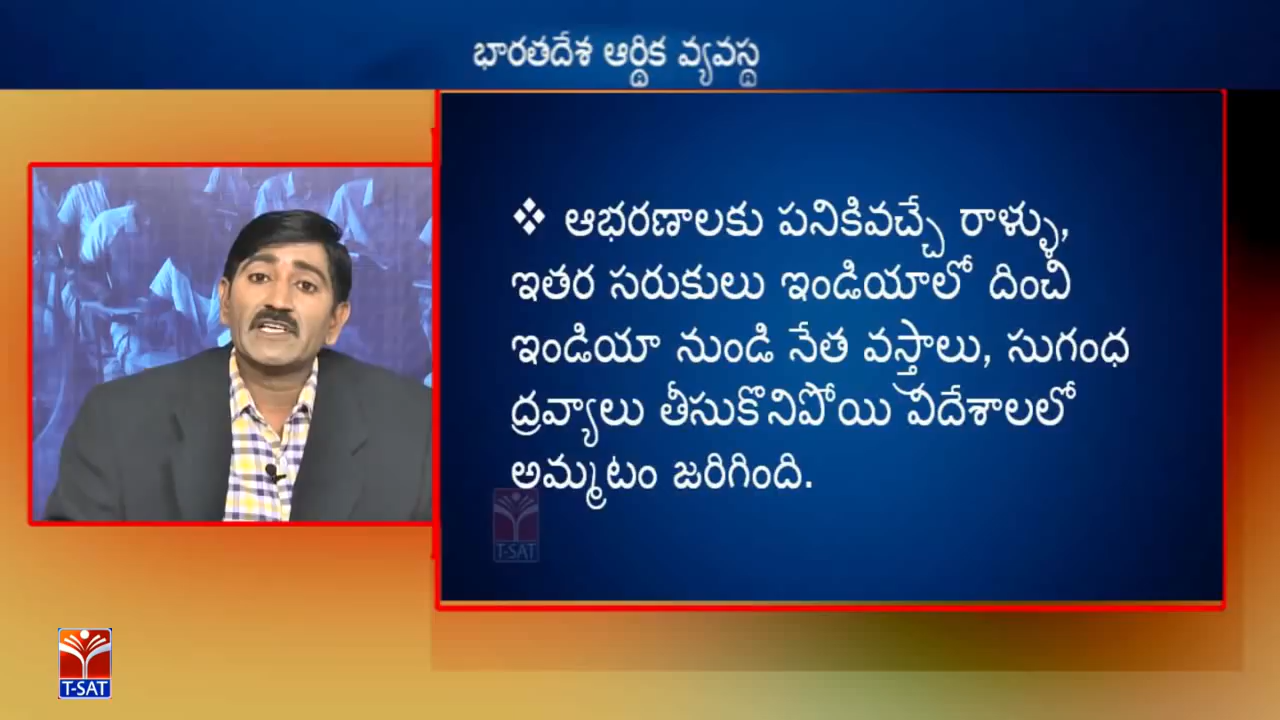 భారతదేశ ఆర్థిక వ్యవస్థ
❖ ఆభరణాలకు పనికివచ్చే రాళ్ళు,
ఇతర సరుకులు ఇండియాలో దించి
ఇండియా నుండి నేత వస్త్రాలు, సుగంధ
ద్రవ్యాలు తీసుకొనిపోయి విదేశాలలో
అమ్మటం జరిగింది.
T-SAT
T-SAT